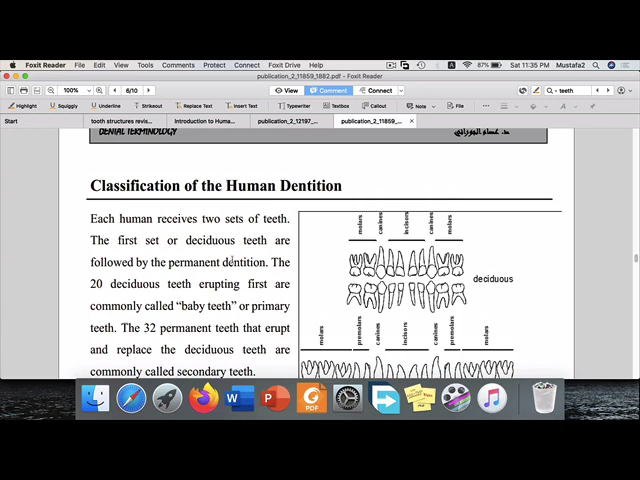 Foxit Reader File Edit View Tools Comments Protect Connect Foxit Drive Help 87% Sat 11:35 PM Mustafa2
publication_2_11859_1882.pdf - Foxit Reader
100% 6/10 View Comment Connect teeth
Highlight Squiggly Underline Strikeout Replace Text Insert Text Typewriter Textbox Callout Note File
Start tooth structures revis... Introduction to Huma... publication_2_12197_... publication_2_11859_...
DENTAL TERMINOLOGY
Classification of the Human Dentition
Each human receives two sets of teeth.
The first set or deciduous teeth are
followed by the permanent dentition. The
20 deciduous teeth erupting first are
commonly called “baby teeth” or primary
teeth. The 32 permanent teeth that erupt
and replace the deciduous teeth are
commonly called secondary teeth.
molars canines incisors canines molars
deciduous
molars premolars canines incisors canines premolars molars
PDF